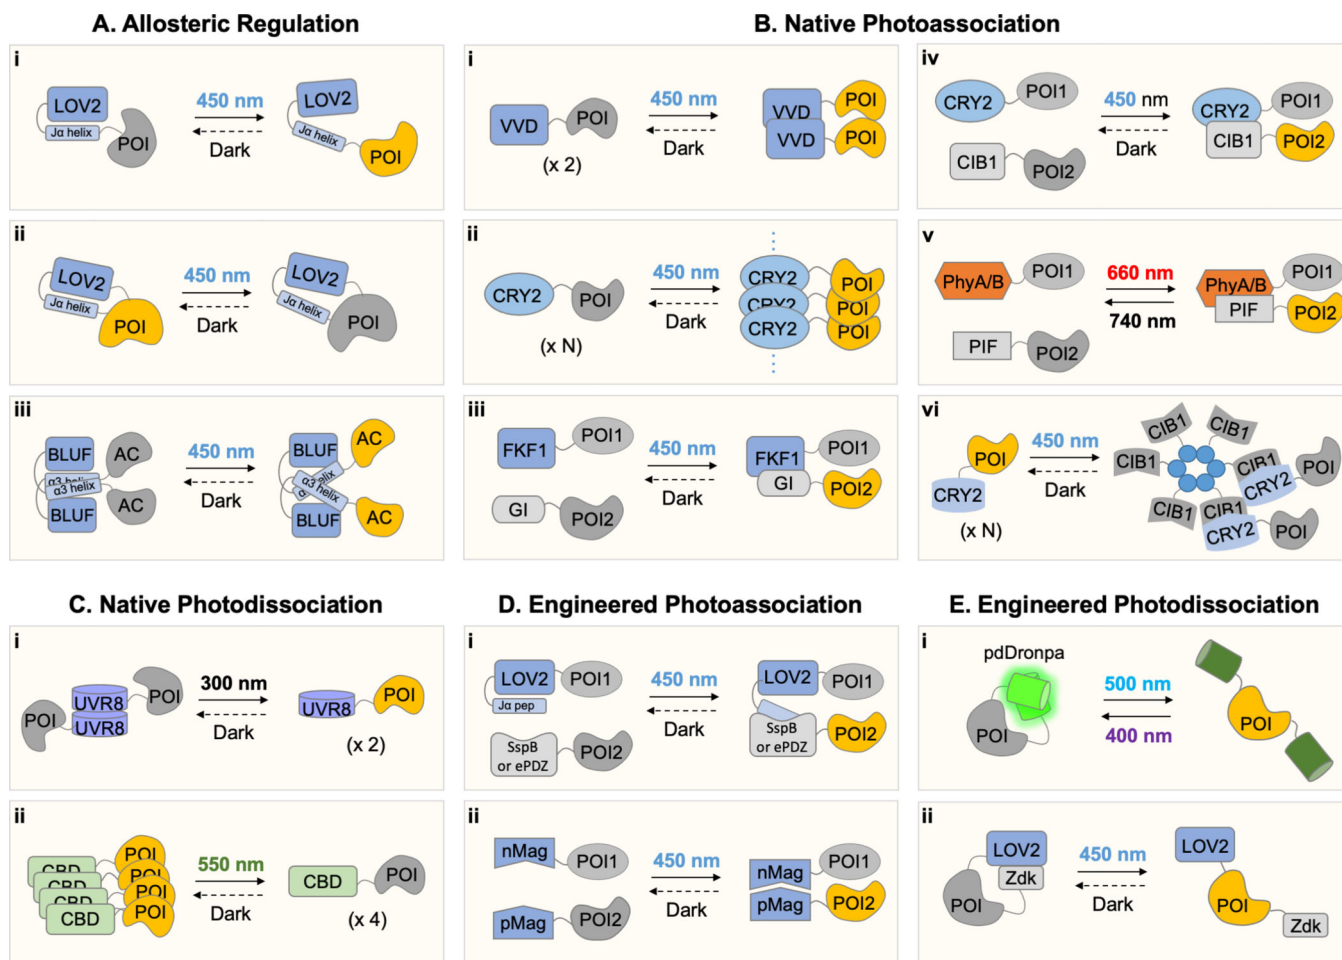 A. Allosteric Regulation
i
LOV2
Jα helix
POI
450 nm
Dark
LOV2
Jα helix
POI
ii
LOV2
Jα helix
POI
450 nm
Dark
LOV2
Jα helix
POI
iii
BLUF
α3 helix
BLUF
AC
AC
450 nm
Dark
BLUF
α3 helix
BLUF
AC
AC
B. Native Photoassociation
i
VVD
POI
(x 2)
450 nm
Dark
VVD
POI
VVD
POI
ii
CRY2
POI
(x N)
450 nm
Dark
CRY2
POI
CRY2
POI
CRY2
POI
iii
FKF1
POI1
GI
POI2
450 nm
Dark
FKF1
POI1
GI
POI2
iv
CRY2
POI1
CIB1
POI2
450 nm
Dark
CRY2
POI1
CIB1
POI2
v
PhyA/B
POI1
PIF
POI2
660 nm
740 nm
PhyA/B
POI1
PIF
POI2
vi
POI
CRY2
(x N)
450 nm
Dark
CIB1
CIB1
CIB1
CIB1
CRY2
POI
CIB1
CIB1
CRY2
POI
C. Native Photodissociation
i
POI
UVR8
UVR8
POI
300 nm
Dark
UVR8
POI
(x 2)
ii
CBD
POI
CBD
POI
CBD
POI
CBD
POI
550 nm
Dark
CBD
POI
(x 4)
D. Engineered Photoassociation
i
LOV2
POI1
Jα pep
SspB
or ePDZ
POI2
450 nm
Dark
LOV2
POI1
SspB
or ePDZ
POI2
ii
nMag
POI1
pMag
POI2
450 nm
Dark
nMag
POI1
pMag
POI2
E. Engineered Photodissociation
i
pdDronpa
POI
500 nm
400 nm
POI
ii
LOV2
Zdk
POI
450 nm
Dark
LOV2
POI
Zdk